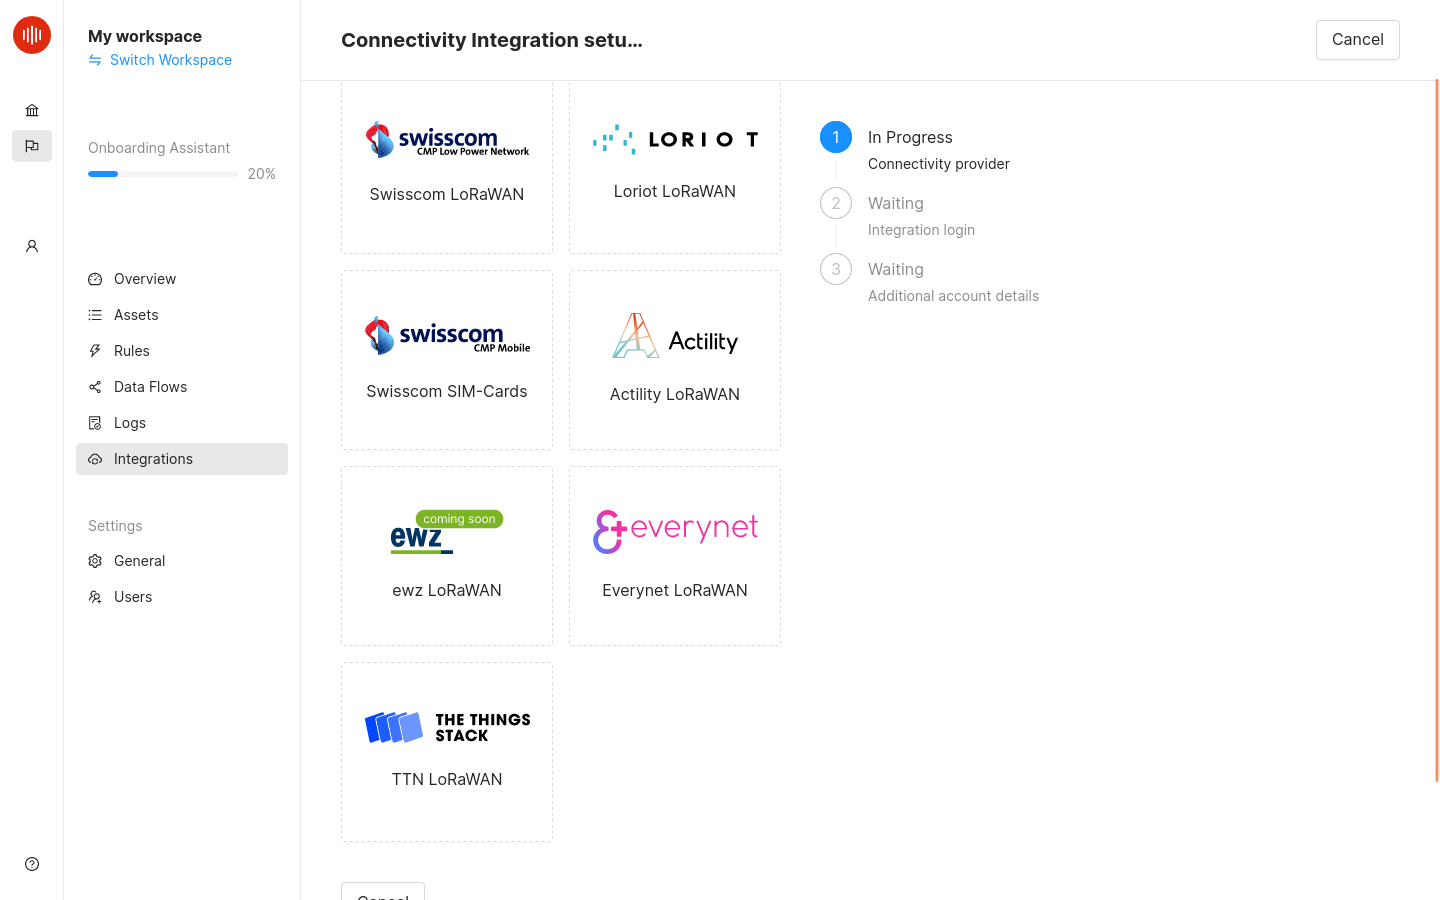 My workspace
Switch Workspace
Onboarding Assistant
20%
Overview
Assets
Rules
Data Flows
Logs
Integrations
Settings
General
Users
Connectivity Integration setu...
Cancel
swisscom
CMP Low Power Network
Swisscom LoRaWAN
LORIOT
Loriot LoRaWAN
swisscom
CMP Mobile
Swisscom SIM-Cards
Actility
Actility LoRaWAN
coming soon
ewz
ewz LoRaWAN
everynet
Everynet LoRaWAN
THE THINGS
STACK
TTN LoRaWAN
1
In Progress
Connectivity provider
2
Waiting
Integration login
3
Waiting
Additional account details
Cancel